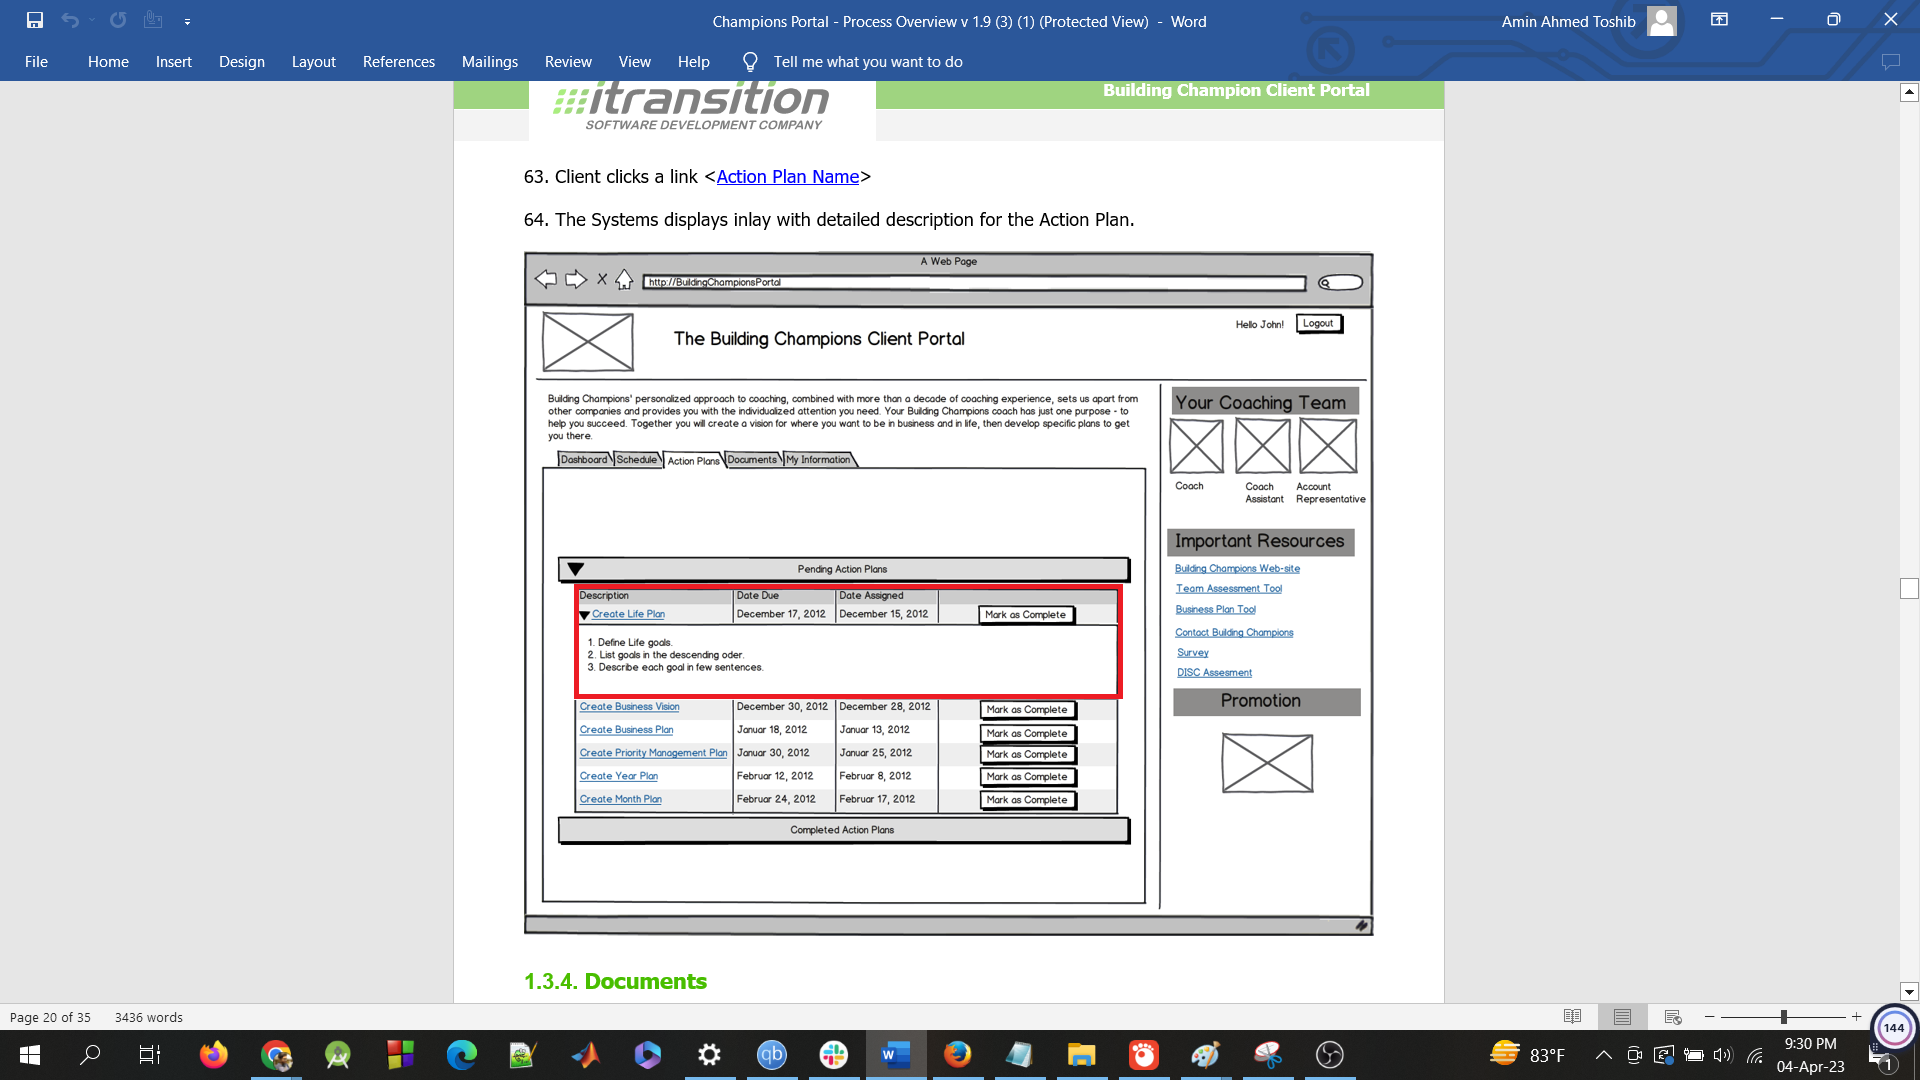 Champions Portal - Process Overview v 1.9 (3) (1) (Protected View) - Word
Amin Ahmed Toshib
File Home Insert Design Layout References Mailings Review View Help Tell me what you want to do
itransition
SOFTWARE DEVELOPMENT COMPANY
Building Champion Client Portal
63. Client clicks a link <Action Plan Name>
64. The Systems displays inlay with detailed description for the Action Plan.
A Web Page
http://BuildingChampionsPortal
The Building Champions Client Portal
Hello John! Logout
Building Champions' personalized approach to coaching, combined with more than a decade of coaching experience, sets us apart from
other companies and provides you with the individualized attention you need. Your Building Champions coach has just one purpose - to
help you succeed. Together you will create a vision for where you want to be in business and in life, then develop specific plans to get
you there.
Dashboard Schedule Action Plans Documents My Information
Pending Action Plans
Description Date Due Date Assigned
Create Life Plan December 17, 2012 December 15, 2012 Mark as Complete
1. Define Life goals.
2. List goals in the descending oder.
3. Describe each goal in few sentences.
Create Business Vision December 30, 2012 December 28, 2012 Mark as Complete
Create Business Plan Januar 18, 2012 Januar 13, 2012 Mark as Complete
Create Priority Management Plan Januar 30, 2012 Januar 25, 2012 Mark as Complete
Create Year Plan Februar 12, 2012 Februar 8, 2012 Mark as Complete
Create Month Plan Februar 24, 2012 Februar 17, 2012 Mark as Complete
Completed Action Plans
Your Coaching Team
Coach
Coach
Assistant
Account
Representative
Important Resources
Building Champions Web-site
Team Assessment Tool
Business Plan Tool
Contact Building Champions
Survey
DISC Assesment
Promotion
1.3.4. Documents
Page 20 of 35 3436 words
144
qb
W
83°F
9:30 PM
04-Apr-23
1